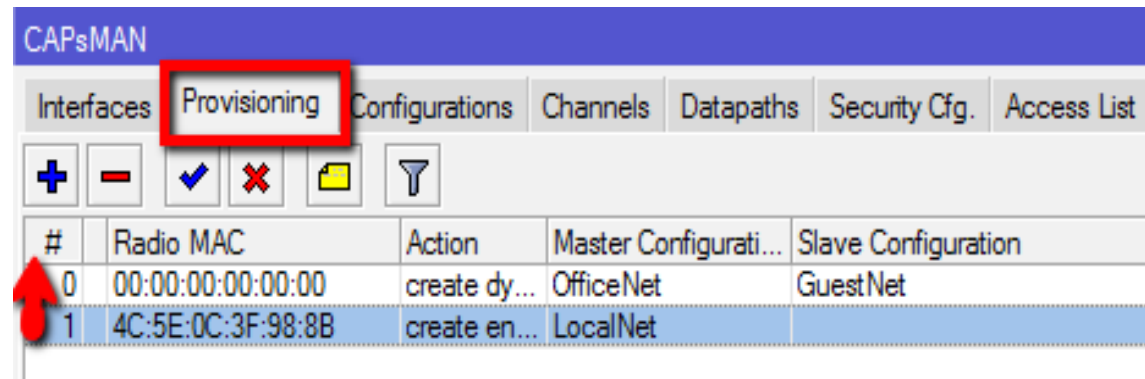 CAPsMAN
Interfaces Provisioning Configurations Channels Datapaths Security Cfg. Access List
# Radio MAC Action Master Configurati... Slave Configuration
0 00:00:00:00:00:00 create dy... OfficeNet GuestNet
1 4C:5E:0C:3F:98:8B create en... LocalNet